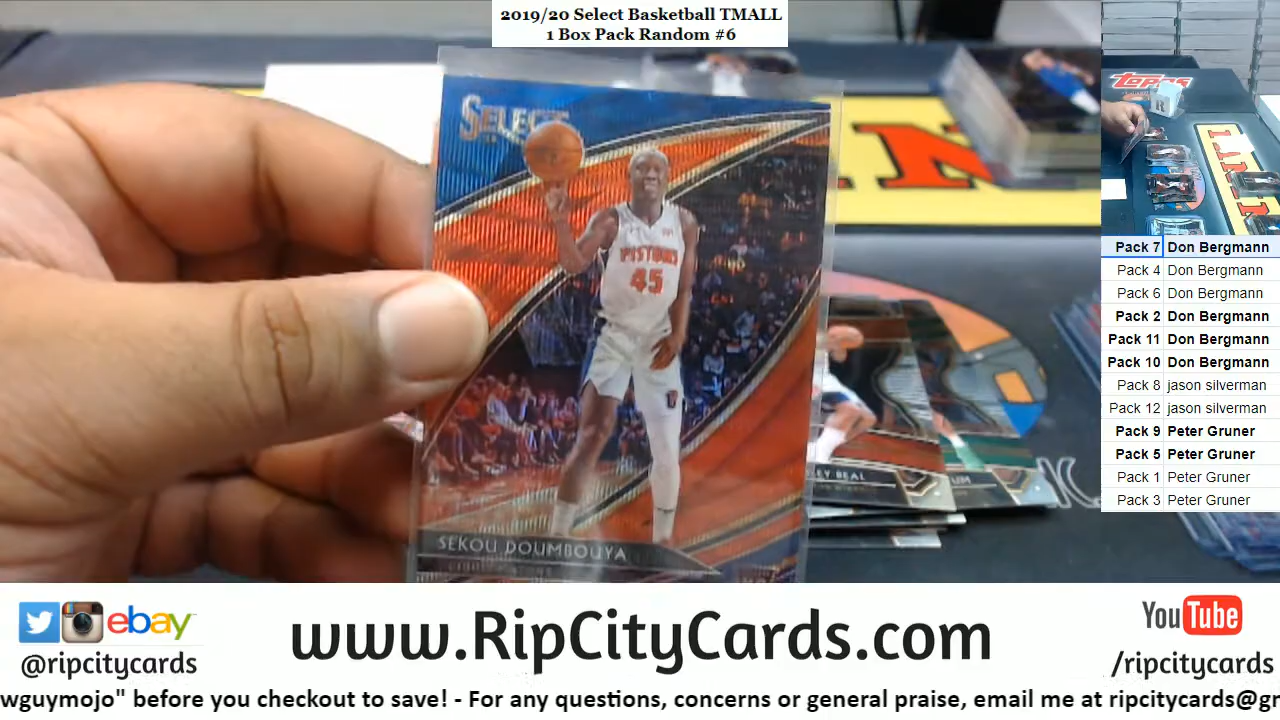 2019/20 Select Basketball TMALL
1 Box Pack Random #6
SELECT
PISTONS
45
SEKOU DOUMBOUYA
EY BEAL
UM
Topps
Pack 7 Don Bergmann
Pack 4 Don Bergmann
Pack 6 Don Bergmann
Pack 2 Don Bergmann
Pack 11 Don Bergmann
Pack 10 Don Bergmann
Pack 8 jason silverman
Pack 12 jason silverman
Pack 9 Peter Gruner
Pack 5 Peter Gruner
Pack 1 Peter Gruner
Pack 3 Peter Gruner
ebay
@ripcitycards
www.RipCityCards.com
YouTube
/ripcitycards
wguymojo" before you checkout to save! - For any questions, concerns or general praise, email me at ripcitycards@gr